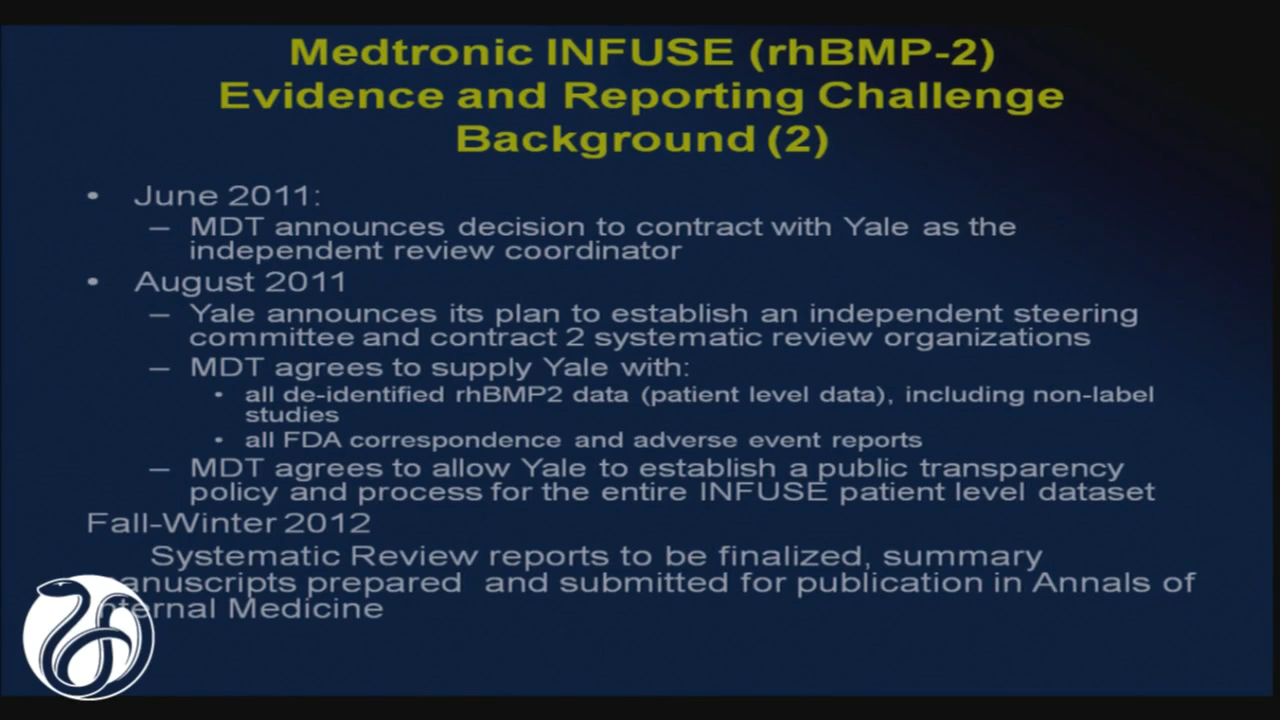 Medtronic INFUSE (rhBMP-2)
Evidence and Reporting Challenge
Background (2)
• June 2011:
– MDT announces decision to contract with Yale as the
independent review coordinator
• August 2011
– Yale announces its plan to establish an independent steering
committee and contract 2 systematic review organizations
– MDT agrees to supply Yale with:
• all de-identified rhBMP2 data (patient level data), including non-label
studies
• all FDA correspondence and adverse event reports
– MDT agrees to allow Yale to establish a public transparency
policy and process for the entire INFUSE patient level dataset
Fall-Winter 2012
Systematic Review reports to be finalized, summary
anuscripts prepared and submitted for publication in Annals of
ternal Medicine